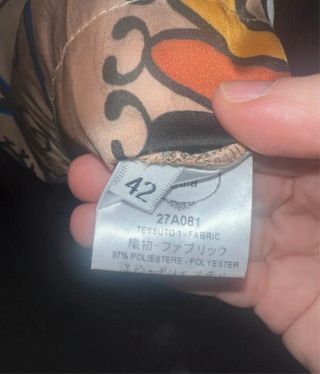 42
27A081
TESSUTO 1 - FABRIC
織物-ファブリック
97% POLIESTERE - POLYESTER